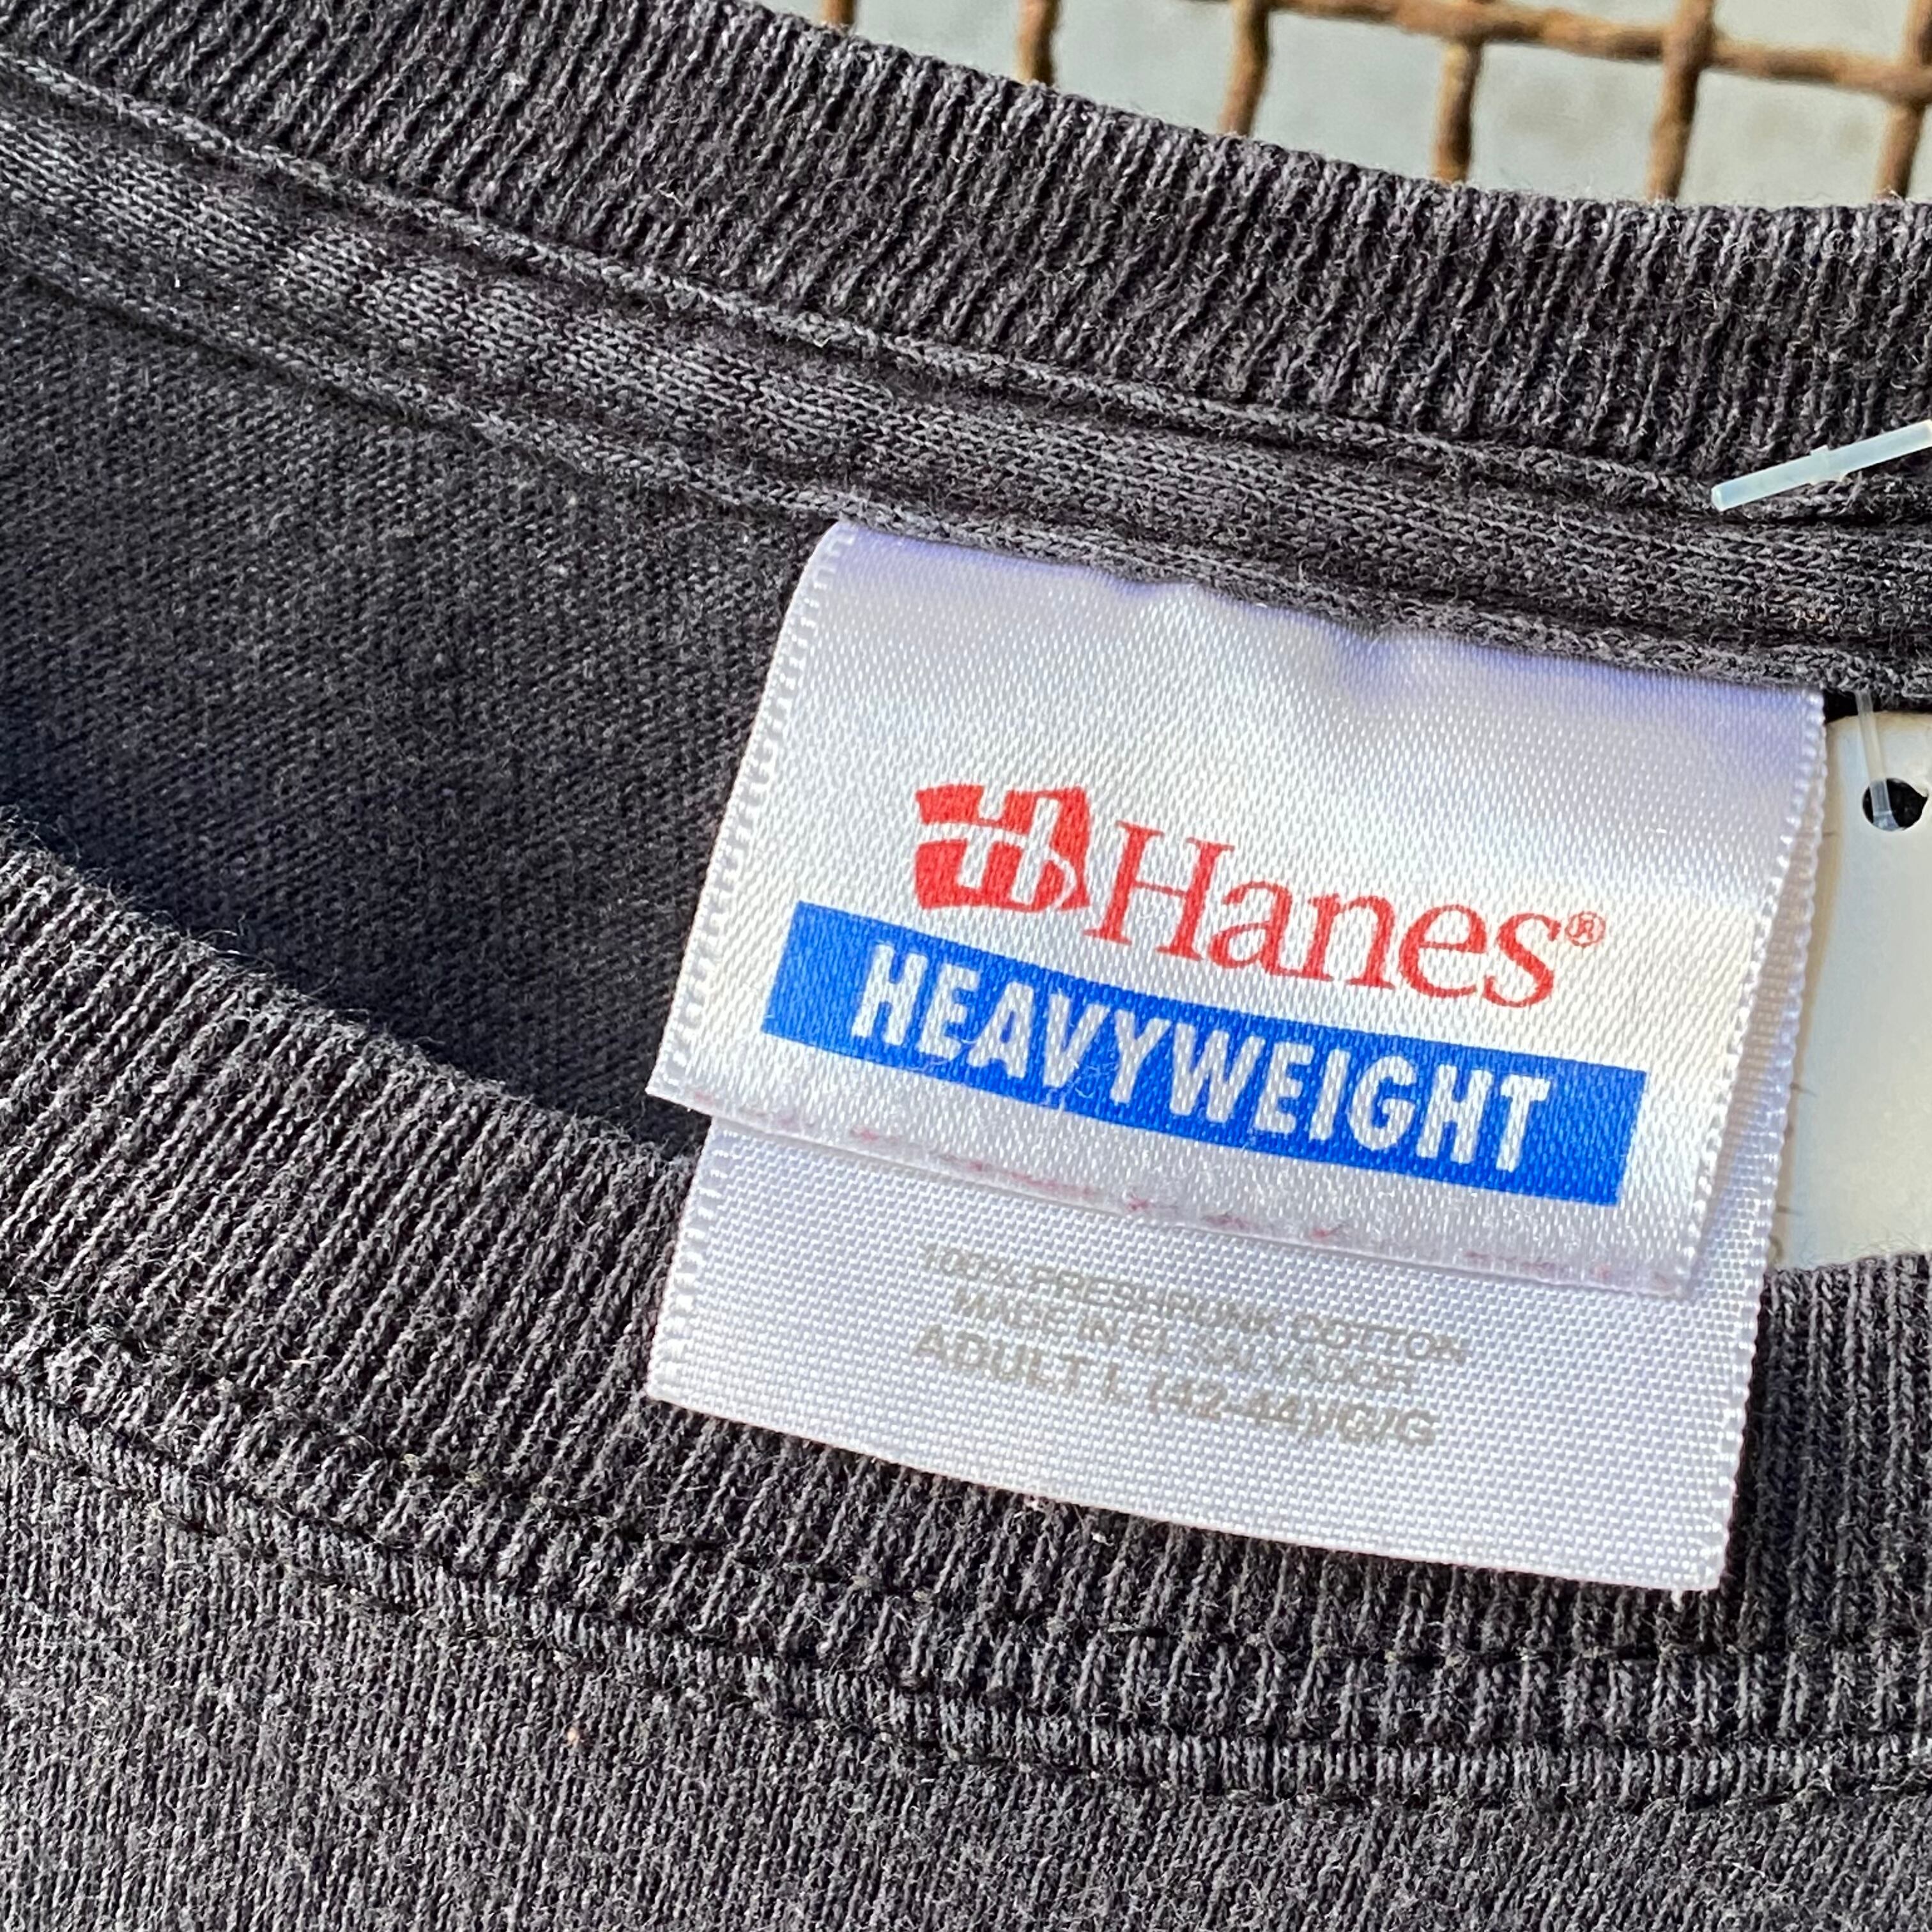 Hanes®
HEAVYWEIGHT
100% PRESHRUNK COTTON
MADE IN EL SALVADOR
ADULT L (42-44)/G/G